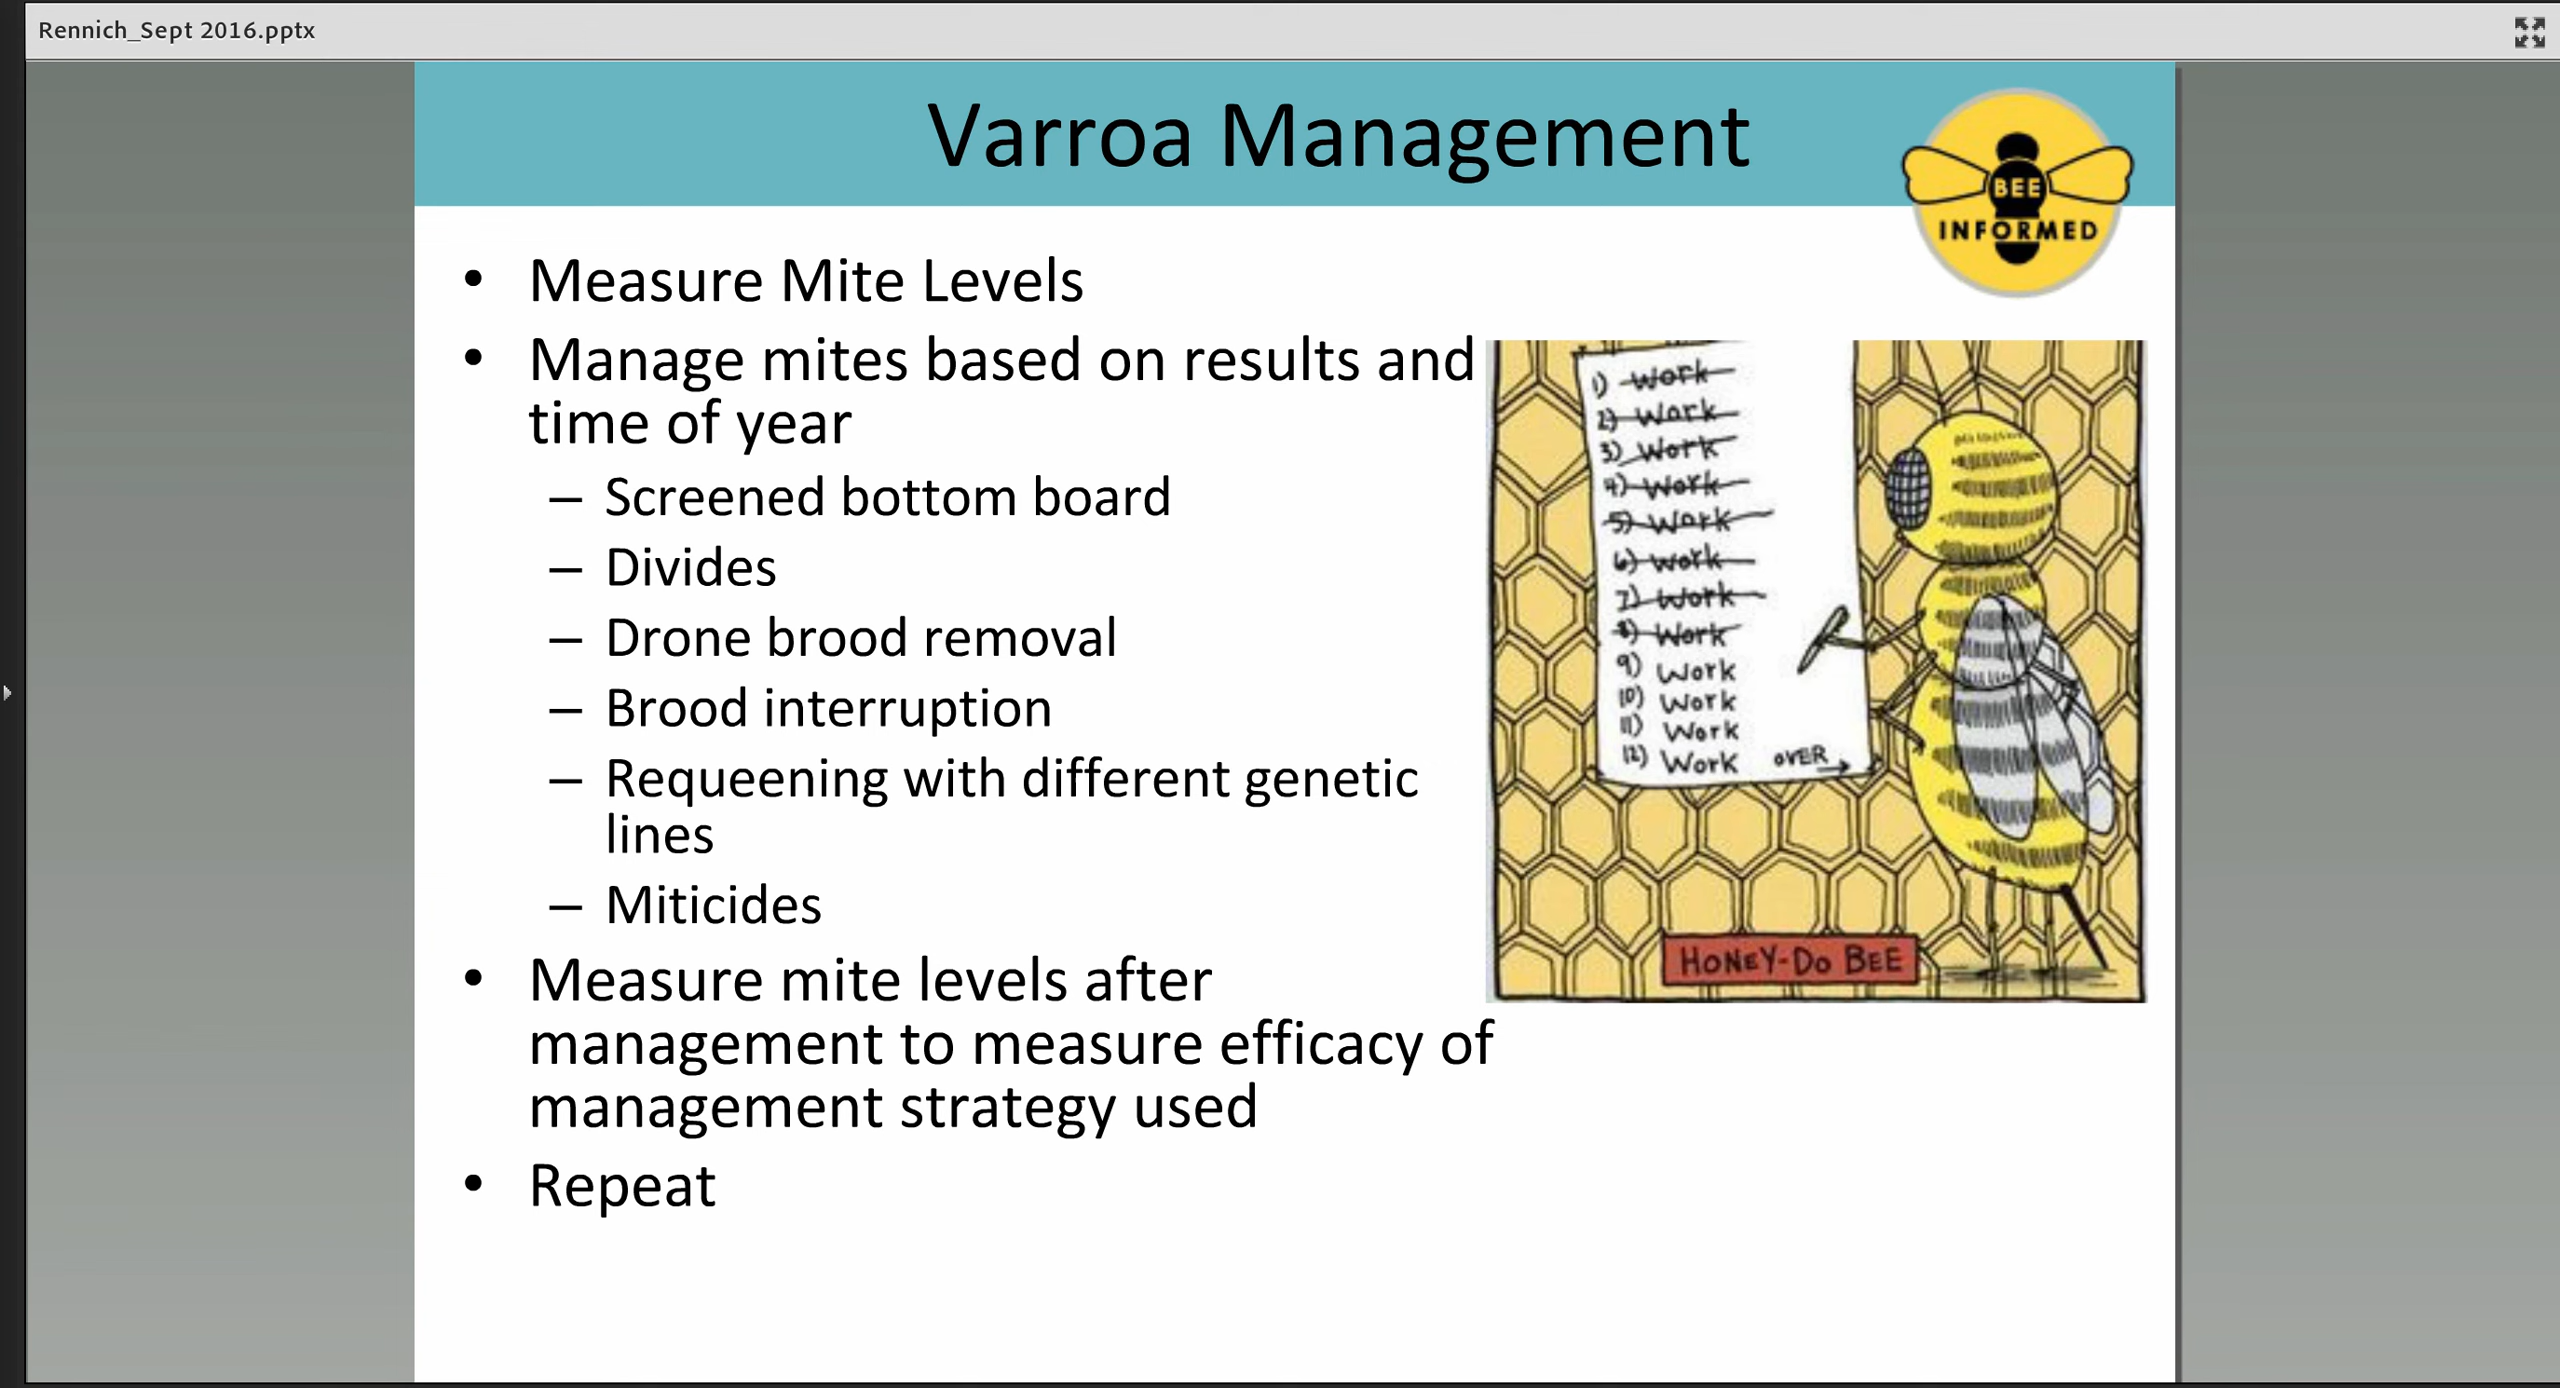 Rennich_Sept 2016.pptx
Varroa Management
BEE
INFORMED
• Measure Mite Levels
• Manage mites based on results and
time of year
– Screened bottom board
– Divides
– Drone brood removal
– Brood interruption
– Requeening with different genetic
lines
– Miticides
• Measure mite levels after
management to measure efficacy of
management strategy used
• Repeat
1) Work
2) Work
3) Work
4) Work
5) Work
6) Work
7) Work
8) Work
9) Work
10) Work
11) Work
12) Work OVER
HONEY-DO BEE